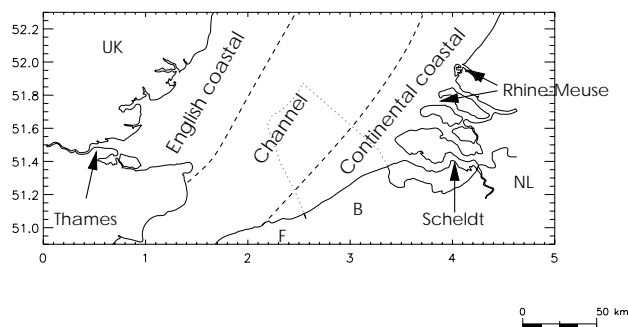 52.2
52.0
51.8
51.6
51.4
51.2
51.0
UK
English coastal
Channel
Continental coastal
Rhine-Meuse
Thames
Scheldt
NL
B
F
0 1 2 3 4 5
0 50 km